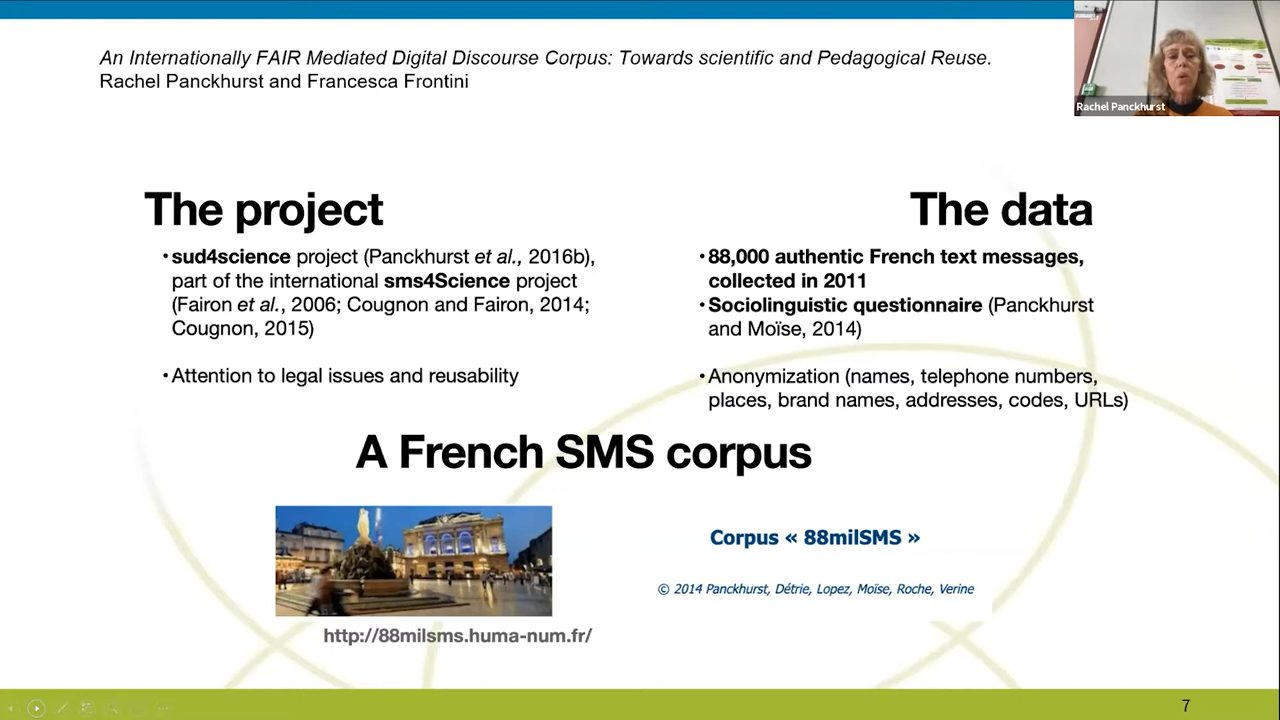 An Internationally FAIR Mediated Digital Discourse Corpus: Towards scientific and Pedagogical Reuse.
Rachel Panckhurst and Francesca Frontini
Rachel Panckhurst
The project
• sud4science project (Panckhurst et al., 2016b),
part of the international sms4Science project
(Fairon et al., 2006; Cougnon and Fairon, 2014;
Cougnon, 2015)
• Attention to legal issues and reusability
The data
• 88,000 authentic French text messages,
collected in 2011
• Sociolinguistic questionnaire (Panckhurst
and Moïse, 2014)
• Anonymization (names, telephone numbers,
places, brand names, addresses, codes, URLs)
A French SMS corpus
Corpus « 88milSMS »
© 2014 Panckhurst, Détrie, Lopez, Moïse, Roche, Verine
http://88milsms.huma-num.fr/
7